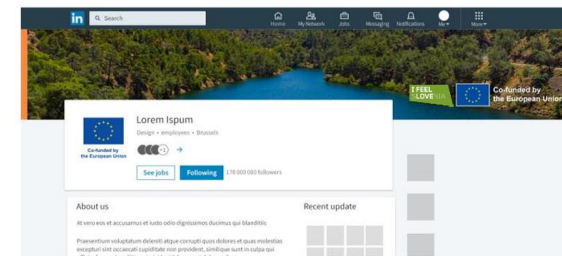 in
Search
Home
My Network
Jobs
Messaging
Notifications
Me
More
I FEEL
SLOVENIA
Co-funded by
the European Union
Lorem Ispum
Design • employees • Brussels
Co-funded by
the European Union
See jobs
Following
178 000 000 followers
About us
Recent update
At vero eos et accusamus et iusto odio dignissimos ducimus qui blanditiis
Praesentium voluptatum deleniti atque corrupti quos dolores et quas molestias
excepturi sint occaecati cupiditate non provident, similique sunt in culpa qui